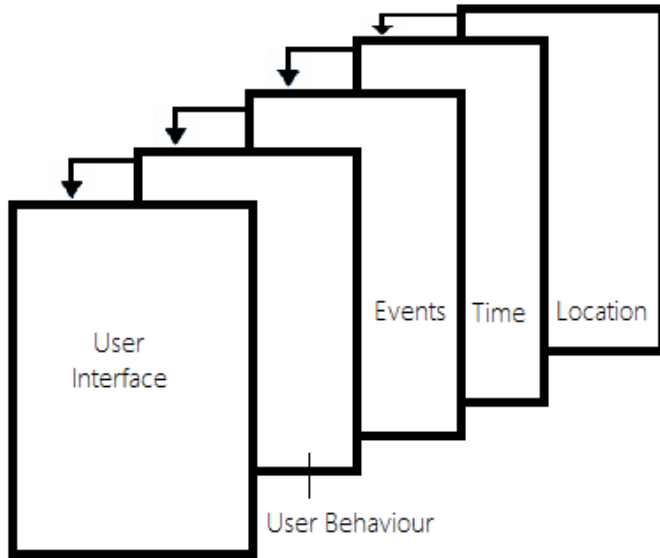 Events
Time
Location
User
Interface
User Behaviour